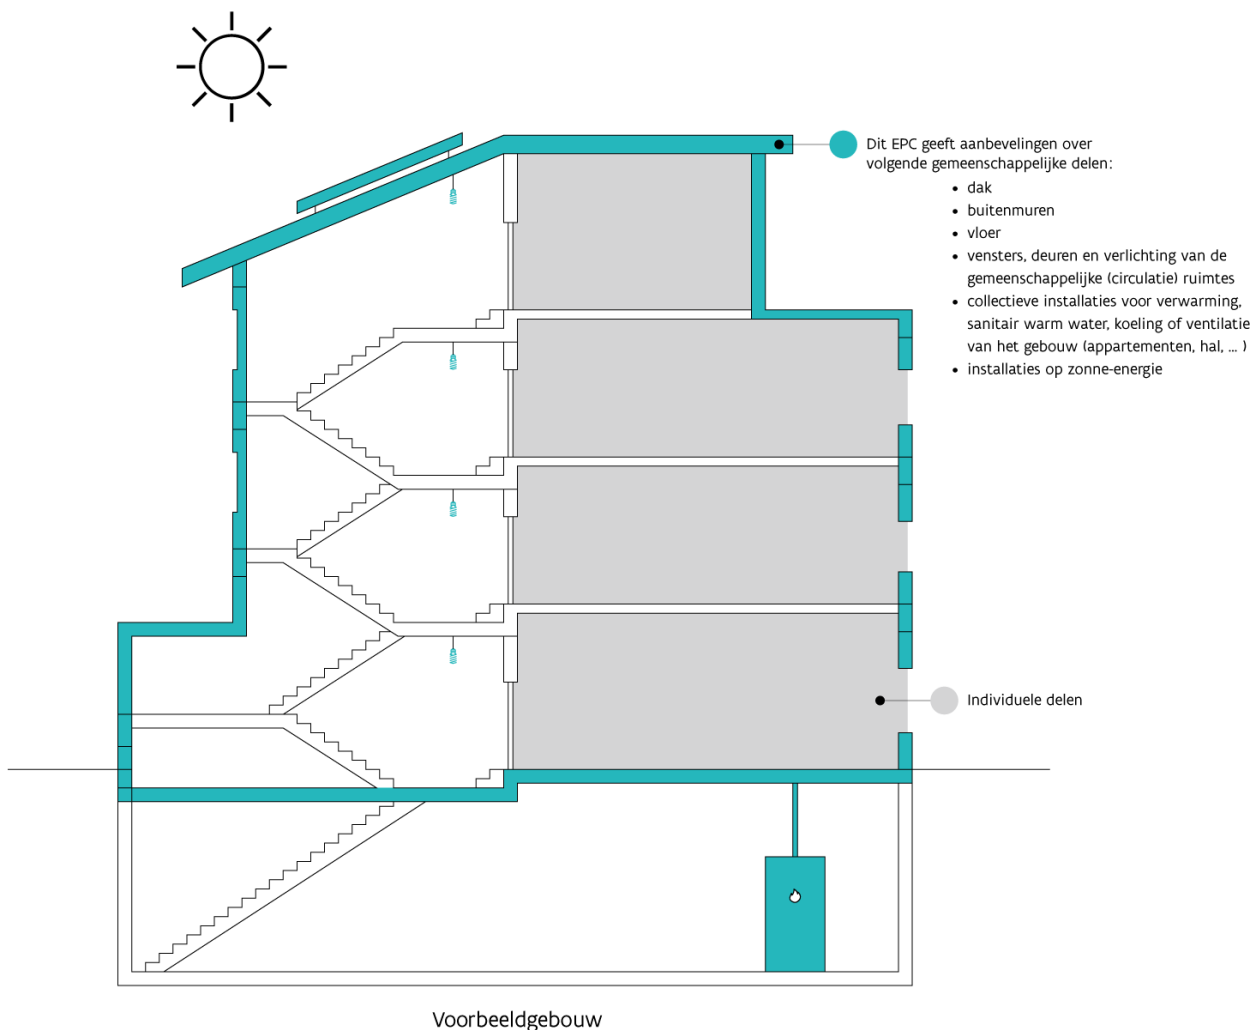 Dit EPC geeft aanbevelingen over
volgende gemeenschappelijke delen:
• dak
• buitenmuren
• vloer
• vensters, deuren en verlichting van de
gemeenschappelijke (circulatie) ruimtes
• collectieve installaties voor verwarming,
sanitair warm water, koeling of ventilatie
van het gebouw (appartementen, hal, ... )
• installaties op zonne-energie
Individuele delen
Voorbeeldgebouw